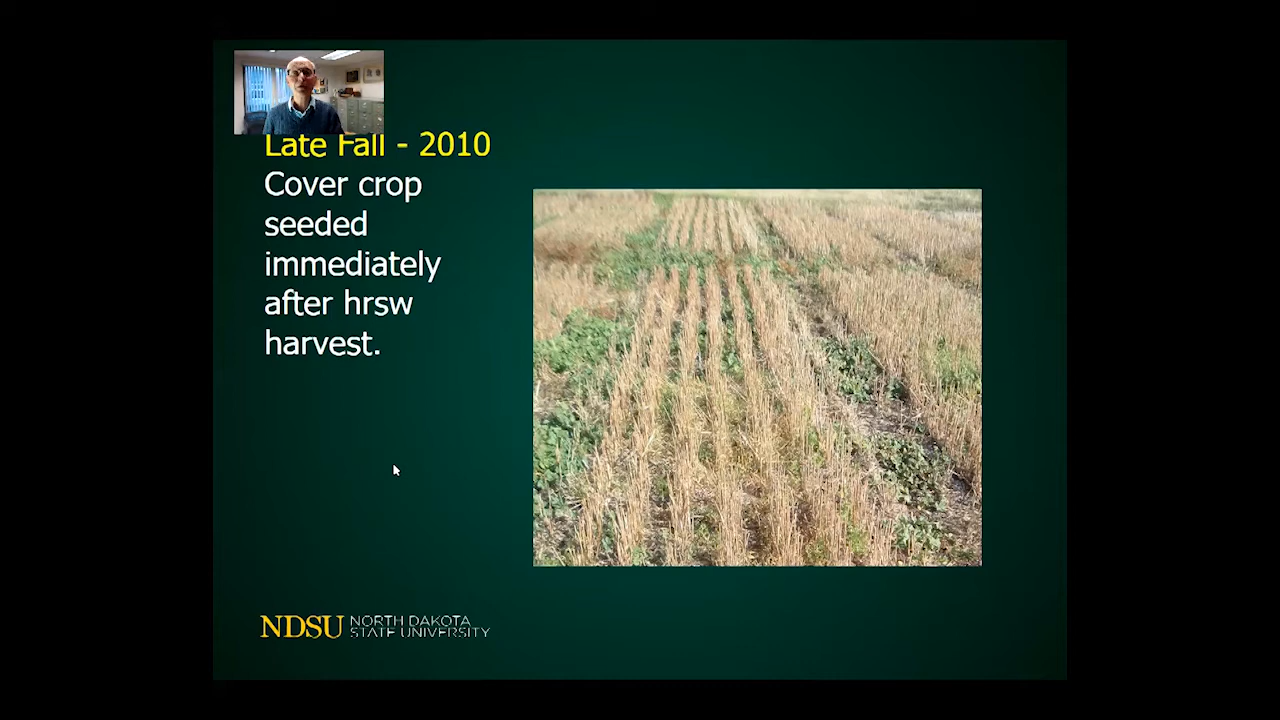 Late Fall - 2010
Cover crop
seeded
immediately
after hrsw
harvest.
NDSU NORTH DAKOTA
STATE UNIVERSITY